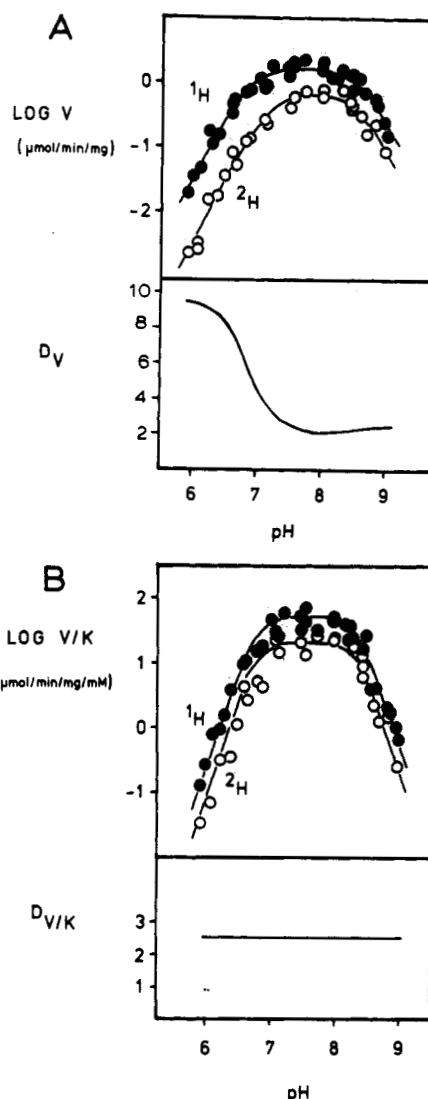 A
LOG V
(μmol/min/mg)
0
-1
-2
¹H
²H
DV
10
8
6
4
2
6 7 8 9
pH
B
LOG V/K
μmol/min/mg/mM)
2
1
0
-1
¹H
²H
DV/K
3
2
1
6 7 8 9
pH